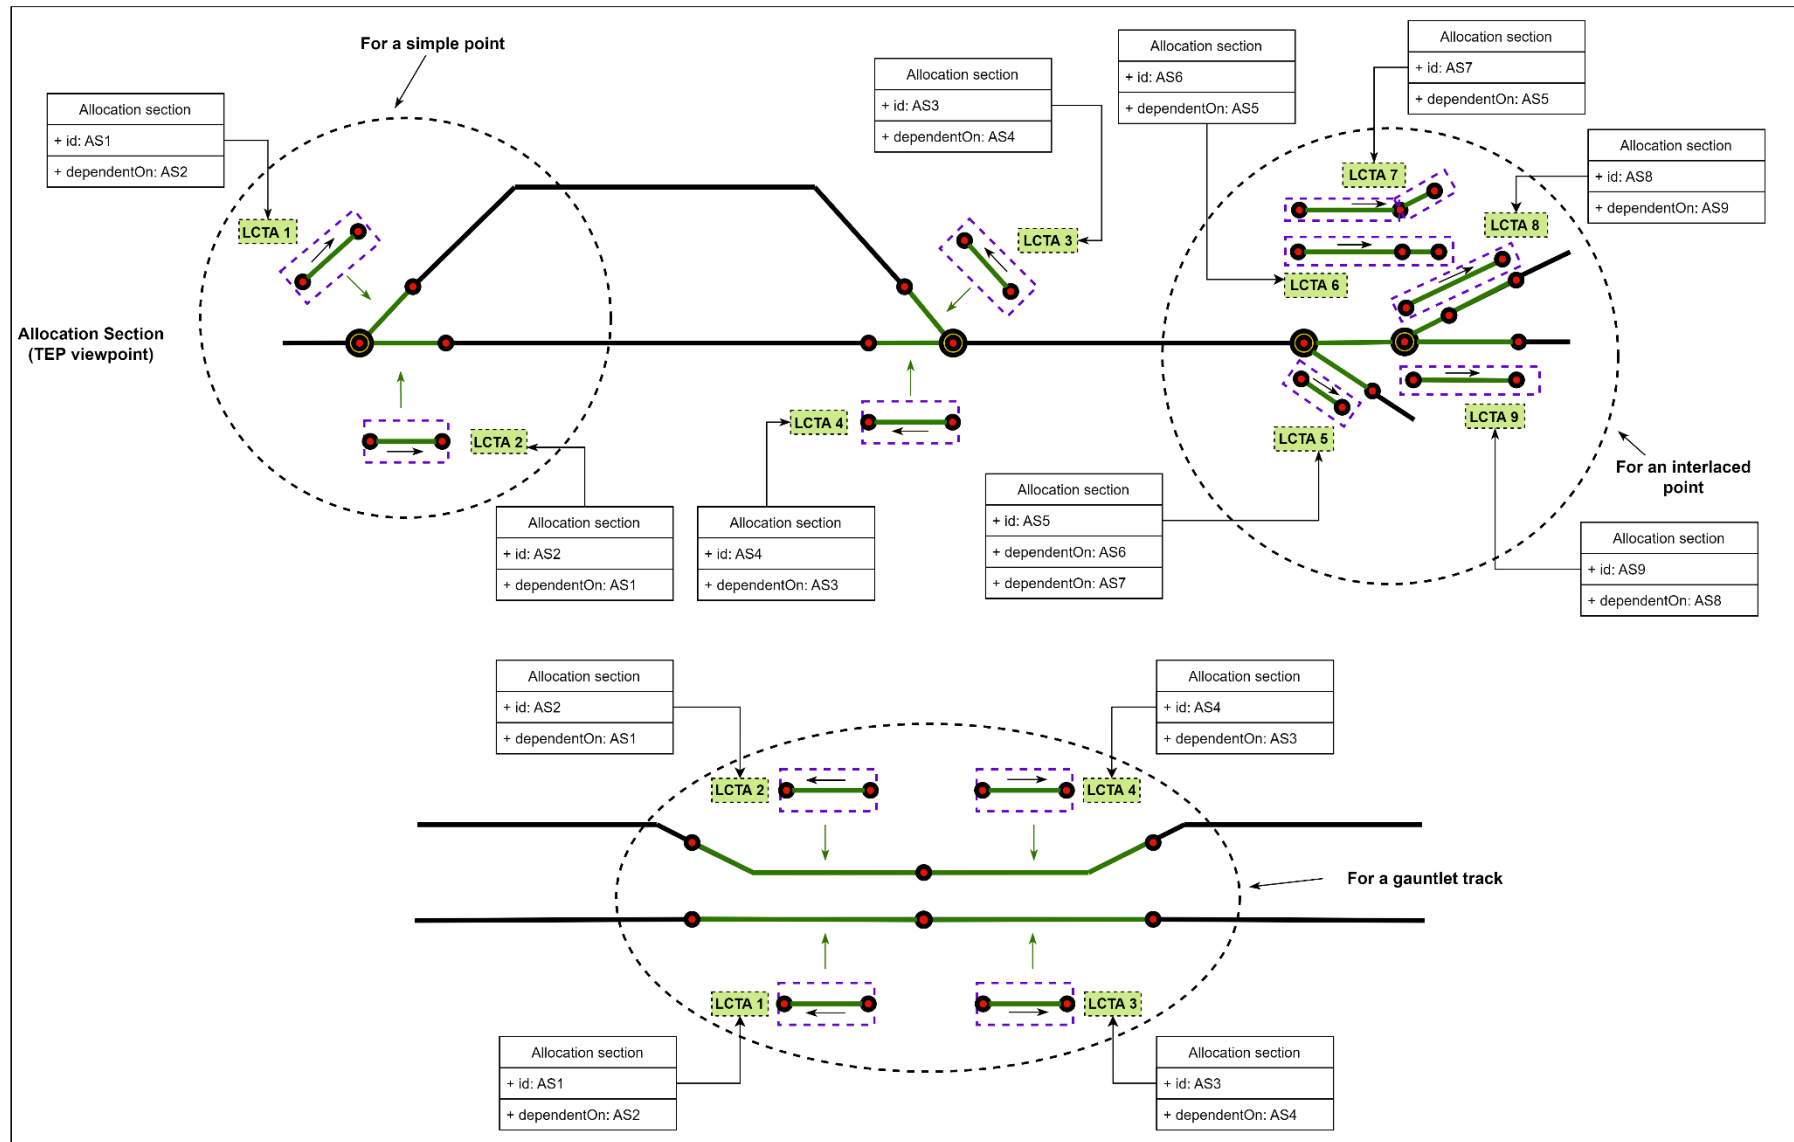 For a simple point
Allocation section
+ id: AS1
+ dependentOn: AS2
LCTA 1
Allocation Section
(TEP viewpoint)
LCTA 2
Allocation section
+ id: AS2
+ dependentOn: AS1
Allocation section
+ id: AS3
+ dependentOn: AS4
LCTA 3
LCTA 4
Allocation section
+ id: AS4
+ dependentOn: AS3
Allocation section
+ id: AS6
+ dependentOn: AS5
Allocation section
+ id: AS7
+ dependentOn: AS5
Allocation section
+ id: AS8
+ dependentOn: AS9
LCTA 7
LCTA 8
LCTA 6
LCTA 5
LCTA 9
For an interlaced
point
Allocation section
+ id: AS5
+ dependentOn: AS6
+ dependentOn: AS7
Allocation section
+ id: AS9
+ dependentOn: AS8
Allocation section
+ id: AS2
+ dependentOn: AS1
Allocation section
+ id: AS4
+ dependentOn: AS3
LCTA 2
LCTA 4
For a gauntlet track
LCTA 1
LCTA 3
Allocation section
+ id: AS1
+ dependentOn: AS2
Allocation section
+ id: AS3
+ dependentOn: AS4